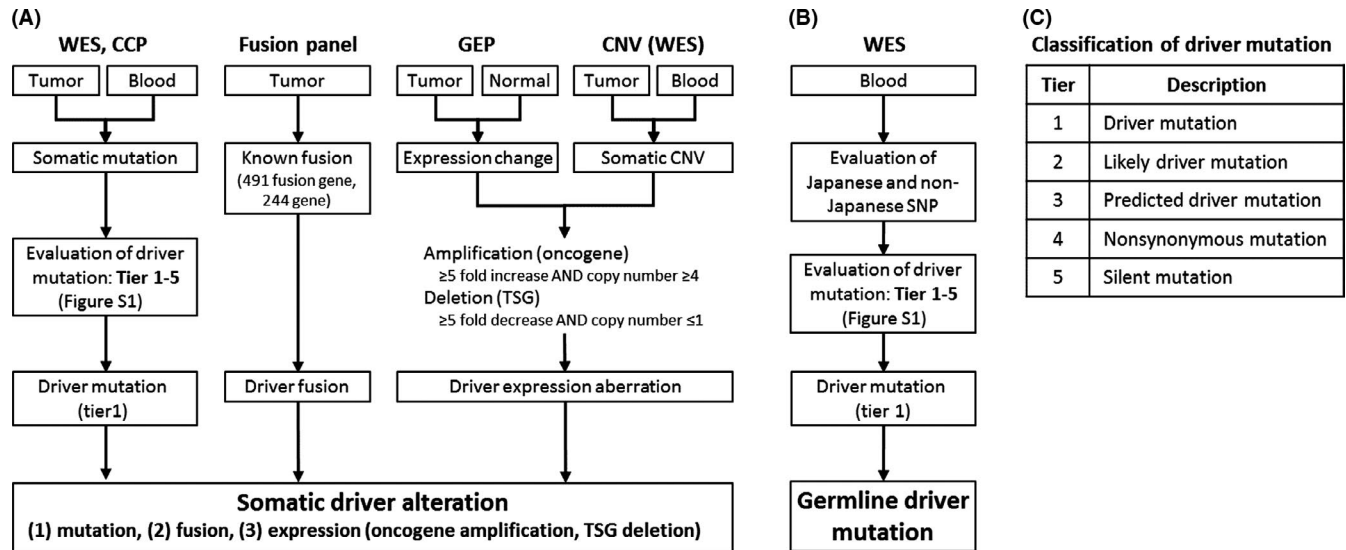 (A)
WES, CCP
Tumor
Blood
Somatic mutation
Evaluation of driver
mutation: Tier 1-5
(Figure S1)
Driver mutation
(tier1)
Fusion panel
Tumor
Known fusion
(491 fusion gene,
244 gene)
Driver fusion
GEP
Tumor
Normal
Expression change
CNV (WES)
Tumor
Blood
Somatic CNV
Amplification (oncogene)
≥5 fold increase AND copy number ≥4
Deletion (TSG)
≥5 fold decrease AND copy number ≤1
Driver expression aberration
Somatic driver alteration
(1) mutation, (2) fusion, (3) expression (oncogene amplification, TSG deletion)
(B)
WES
Blood
Evaluation of
Japanese and non-
Japanese SNP
Evaluation of driver
mutation: Tier 1-5
(Figure S1)
Driver mutation
(tier 1)
Germline driver
mutation
(C)
Classification of driver mutation
Tier Description
1 Driver mutation
2 Likely driver mutation
3 Predicted driver mutation
4 Nonsynonymous mutation
5 Silent mutation